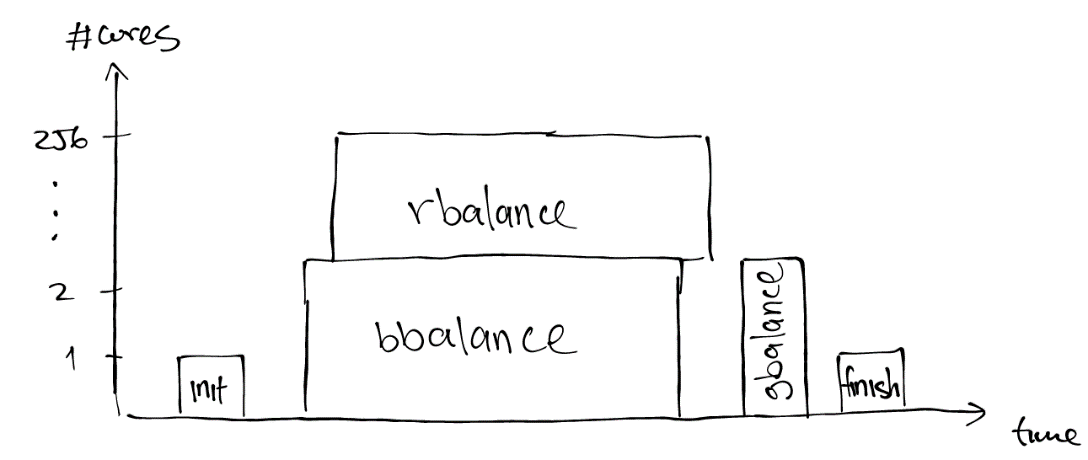 #cores
256
rbalance
2
bbalance
gbalance
1
init
finish
time